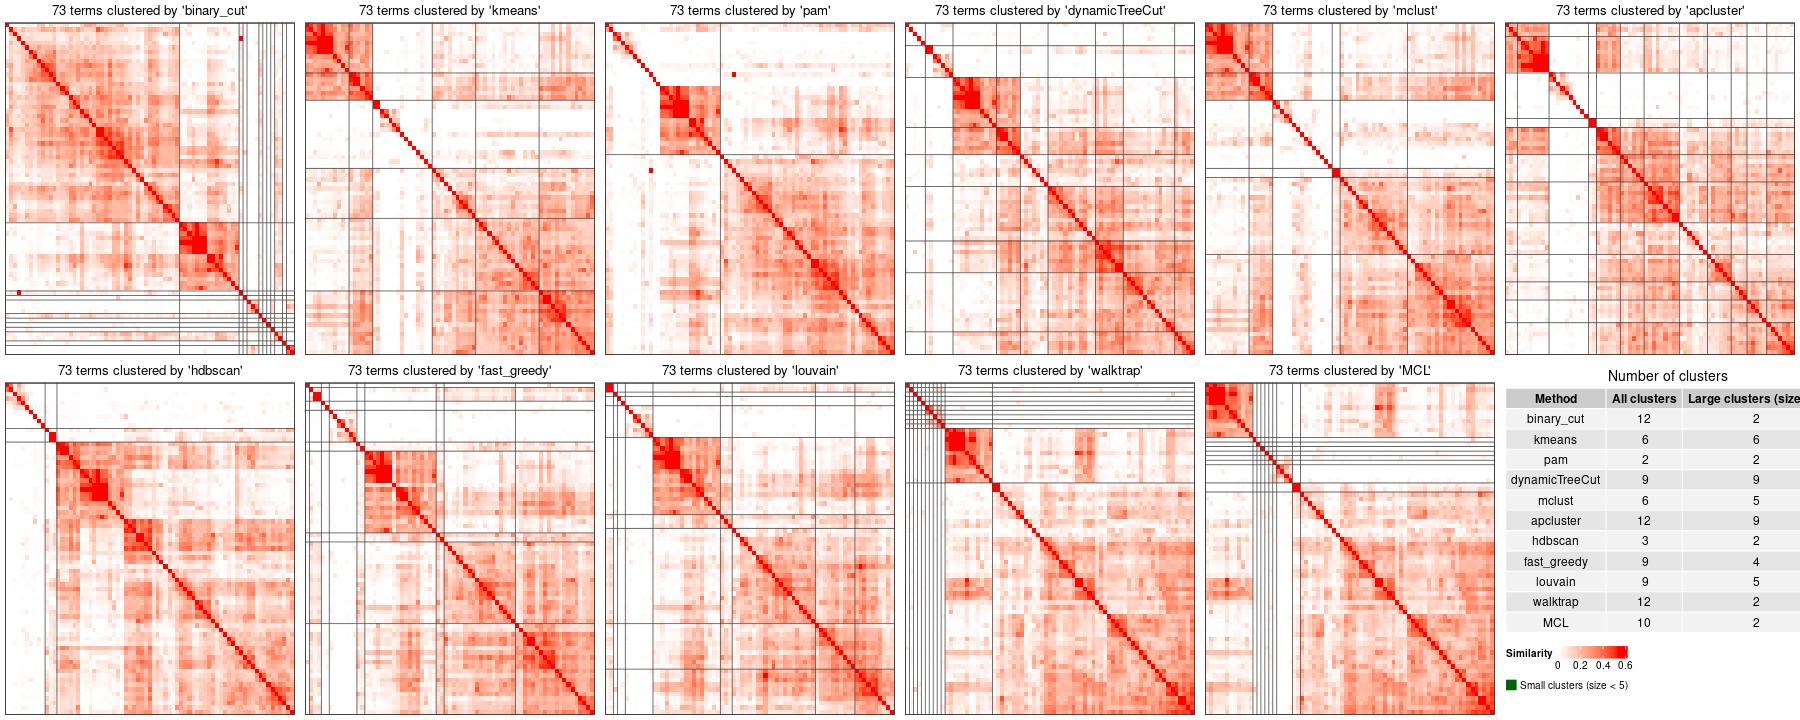 73 terms clustered by 'binary_cut'
73 terms clustered by 'kmeans'
73 terms clustered by 'pam'
73 terms clustered by 'dynamicTreeCut'
73 terms clustered by 'mclust'
73 terms clustered by 'apcluster'
73 terms clustered by 'hdbscan'
73 terms clustered by 'fast_greedy'
73 terms clustered by 'louvain'
73 terms clustered by 'walktrap'
73 terms clustered by 'MCL'
Number of clusters
Method All clusters Large clusters (size
binary_cut 12 2
kmeans 6 6
pam 2 2
dynamicTreeCut 9 9
mclust 6 5
apcluster 12 9
hdbscan 3 2
fast_greedy 9 4
louvain 9 5
walktrap 12 2
MCL 10 2
Similarity
0 0.2 0.4 0.6
Small clusters (size < 5)